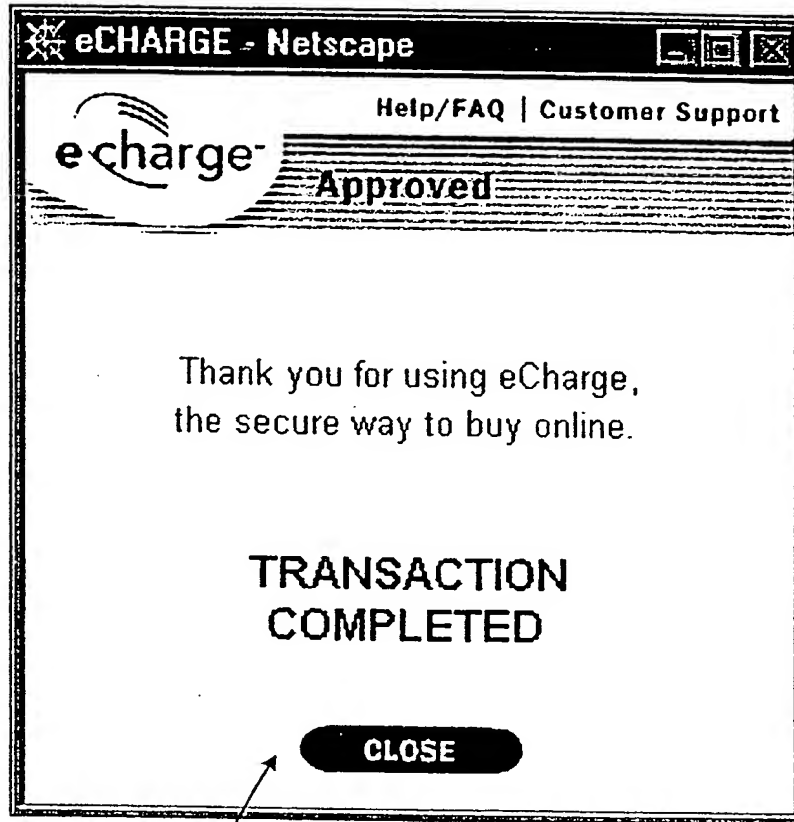 eCHARGE - Netscape
Help/FAQ | Customer Support
echarge
Approved
Thank you for using eCharge,
the secure way to buy online.
TRANSACTION
COMPLETED
CLOSE